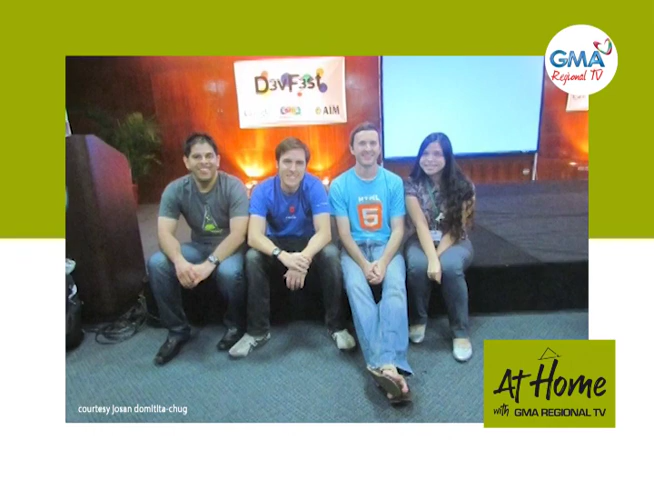 GMA
Regional TV
D3vF3st
AIM
HTML
5
courtesy josan domitita-chug
At Home
with GMA REGIONAL TV